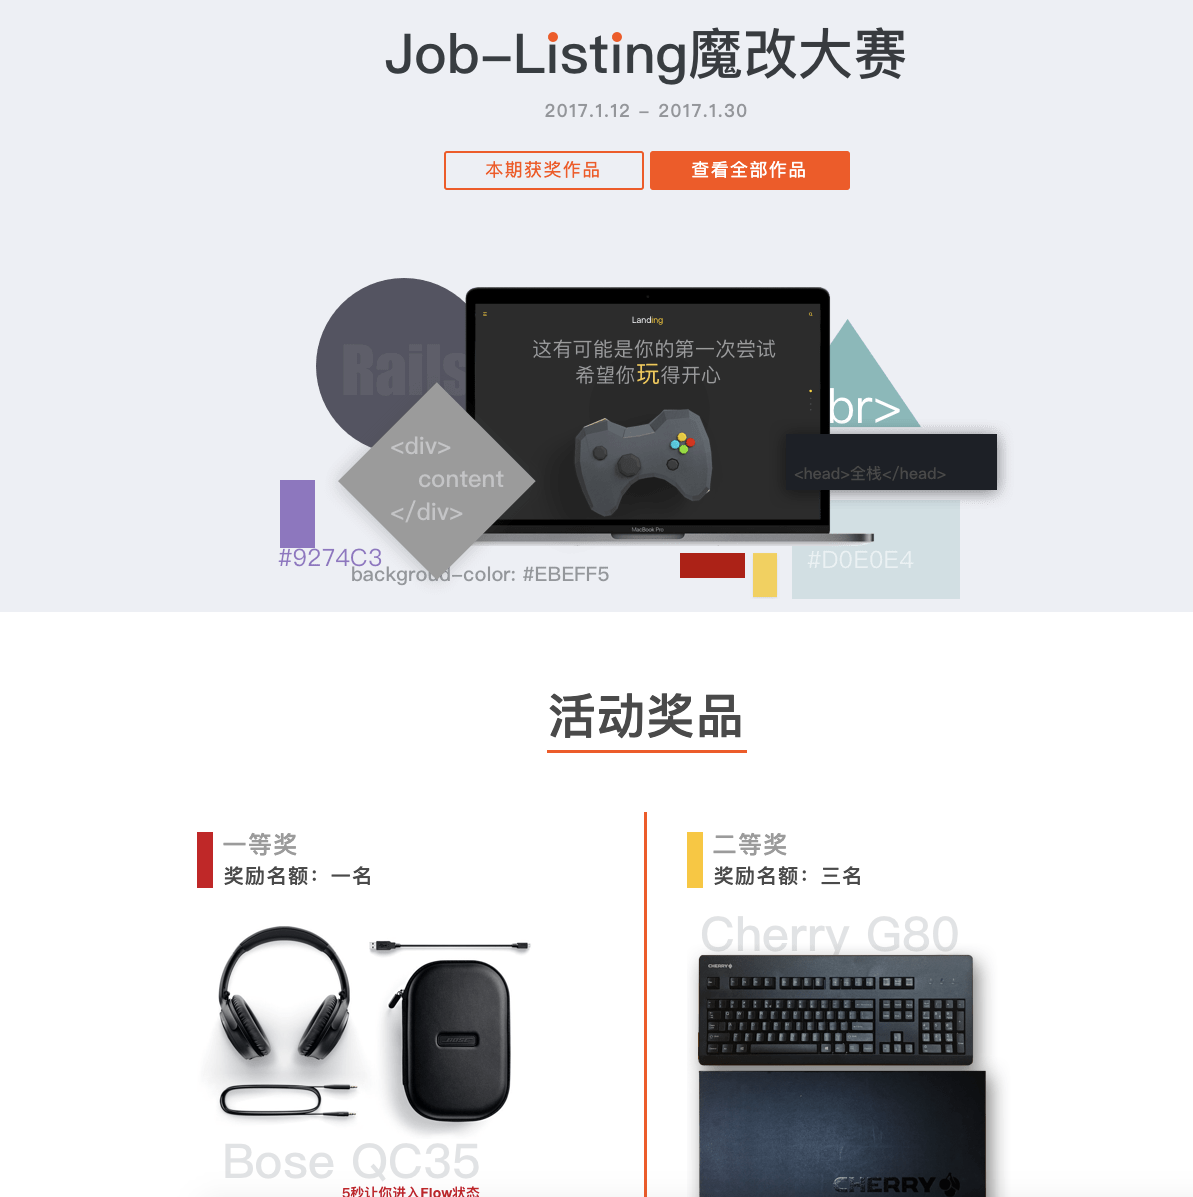 Job-Listing魔改大赛
2017.1.12 - 2017.1.30
本期获奖作品
查看全部作品
Landing
这有可能是你的第一次尝试
希望你玩得开心
Rails
<div>
content
</div>
br>
<head>全栈</head>
MacBook Pro
#9274C3
backgroud-color: #EBEFF5
#D0E0E4
活动奖品
一等奖
奖励名额：一名
二等奖
奖励名额：三名
Cherry G80
CHERRY
BOSE
Bose QC35
CHERRY
5秒让你进入Flow状态